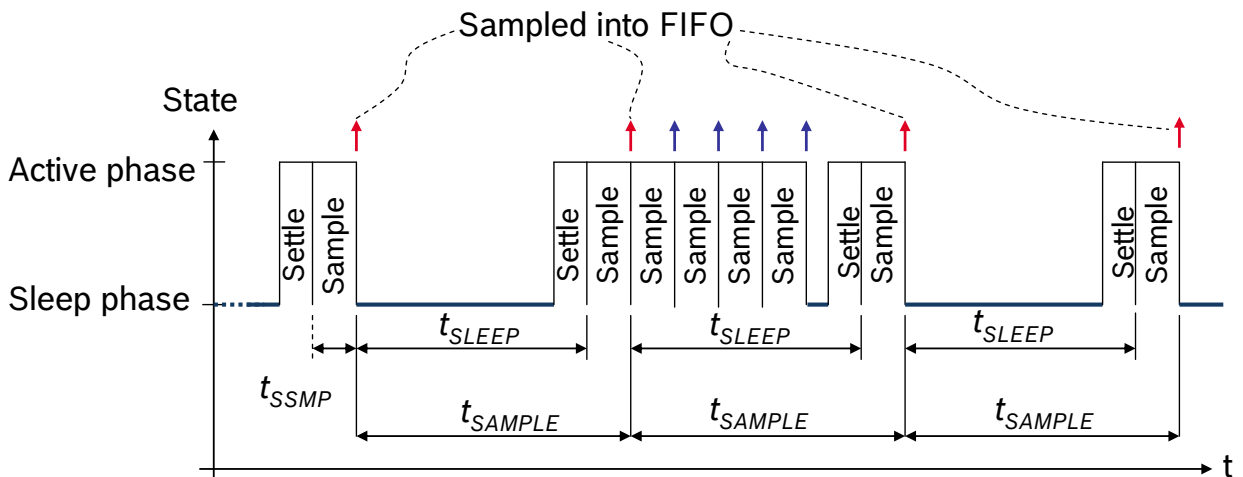 Sampled into FIFO
State
Active phase
Settle
Sample
Settle
Sample
Sample
Sample
Sample
Sample
Settle
Sample
Settle
Sample
Sleep phase
tSLEEP
tSLEEP
tSLEEP
tSSMP
tSAMPLE
tSAMPLE
tSAMPLE
t